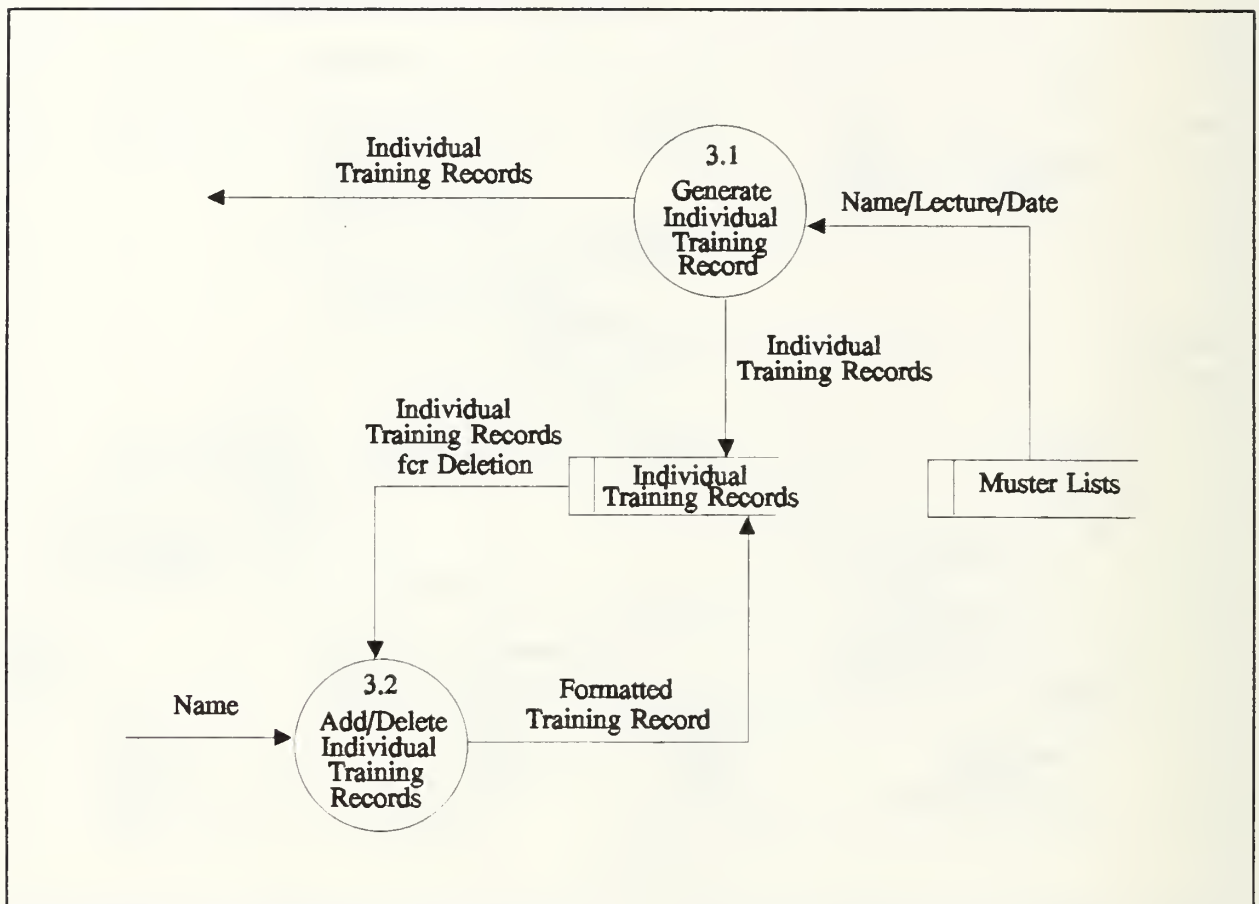 Individual
Training Records
3.1
Generate
Individual
Training
Record
Name/Lecture/Date
Individual
Training Records
Individual
Training Records
fcr Deletion
Individual
Training Records
Muster Lists
Name
3.2
Add/Delete
Individual
Training
Records
Formatted
Training Record